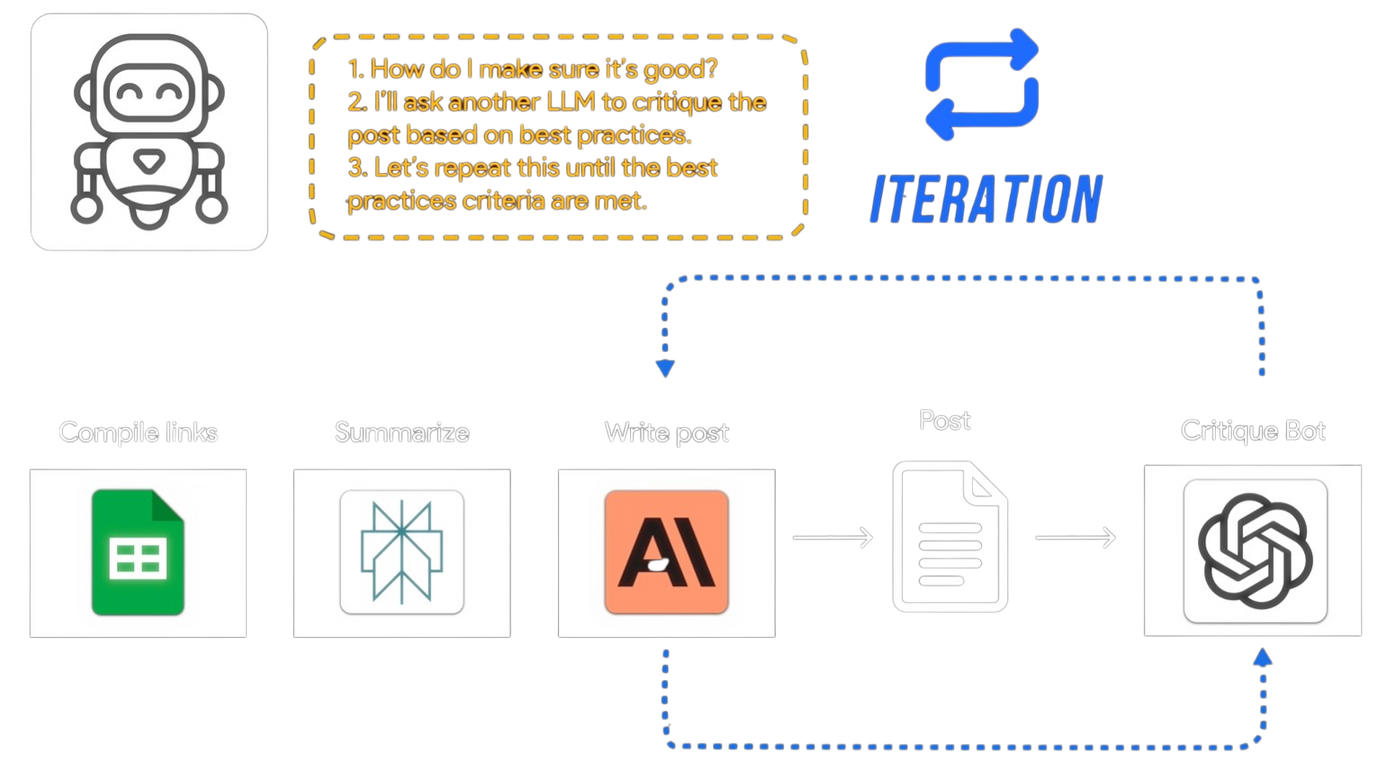 1. How do I make sure it's good?
2. I'll ask another LLM to critique the
post based on best practices.
3. Let's repeat this until the best
practices criteria are met.
ITERATION
Compile links
Summarize
Write post
Post
Critique Bot
AI